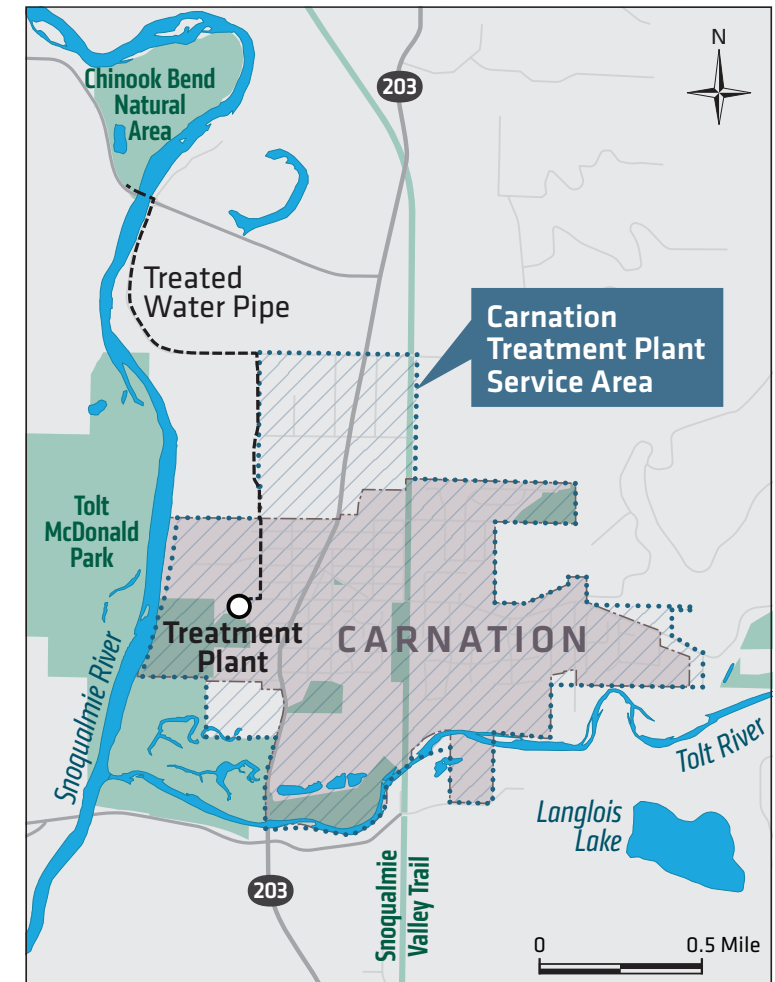 Chinook Bend
Natural
Area
203
N
Treated
Water Pipe
Carnation
Treatment Plant
Service Area
Tolt
McDonald
Park
Treatment
Plant
CARNATION
Snoqualmie River
Tolt River
Langlois
Lake
203
Snoqualmie
Valley Trail
0 0.5 Mile